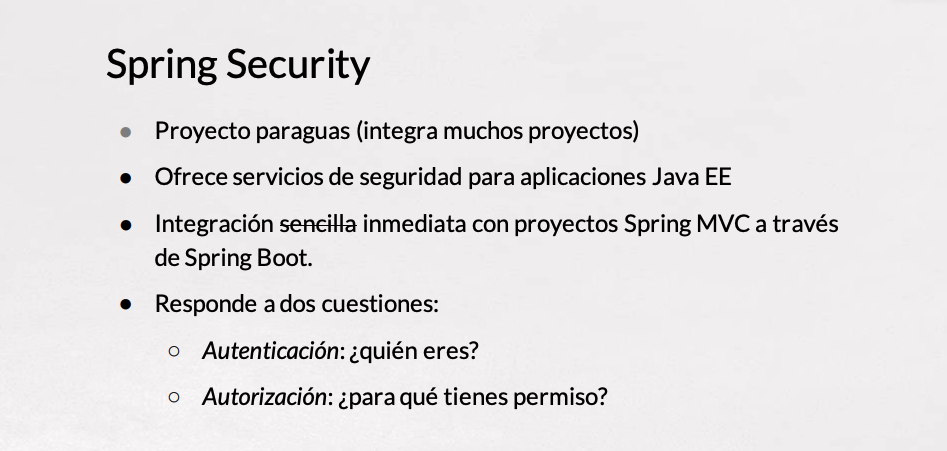 Spring Security
● Proyecto paraguas (integra muchos proyectos)
● Ofrece servicios de seguridad para aplicaciones Java EE
● Integración sencilla inmediata con proyectos Spring MVC a través
de Spring Boot.
● Responde a dos cuestiones:
○ Autenticación: ¿quién eres?
○ Autorización: ¿para qué tienes permiso?